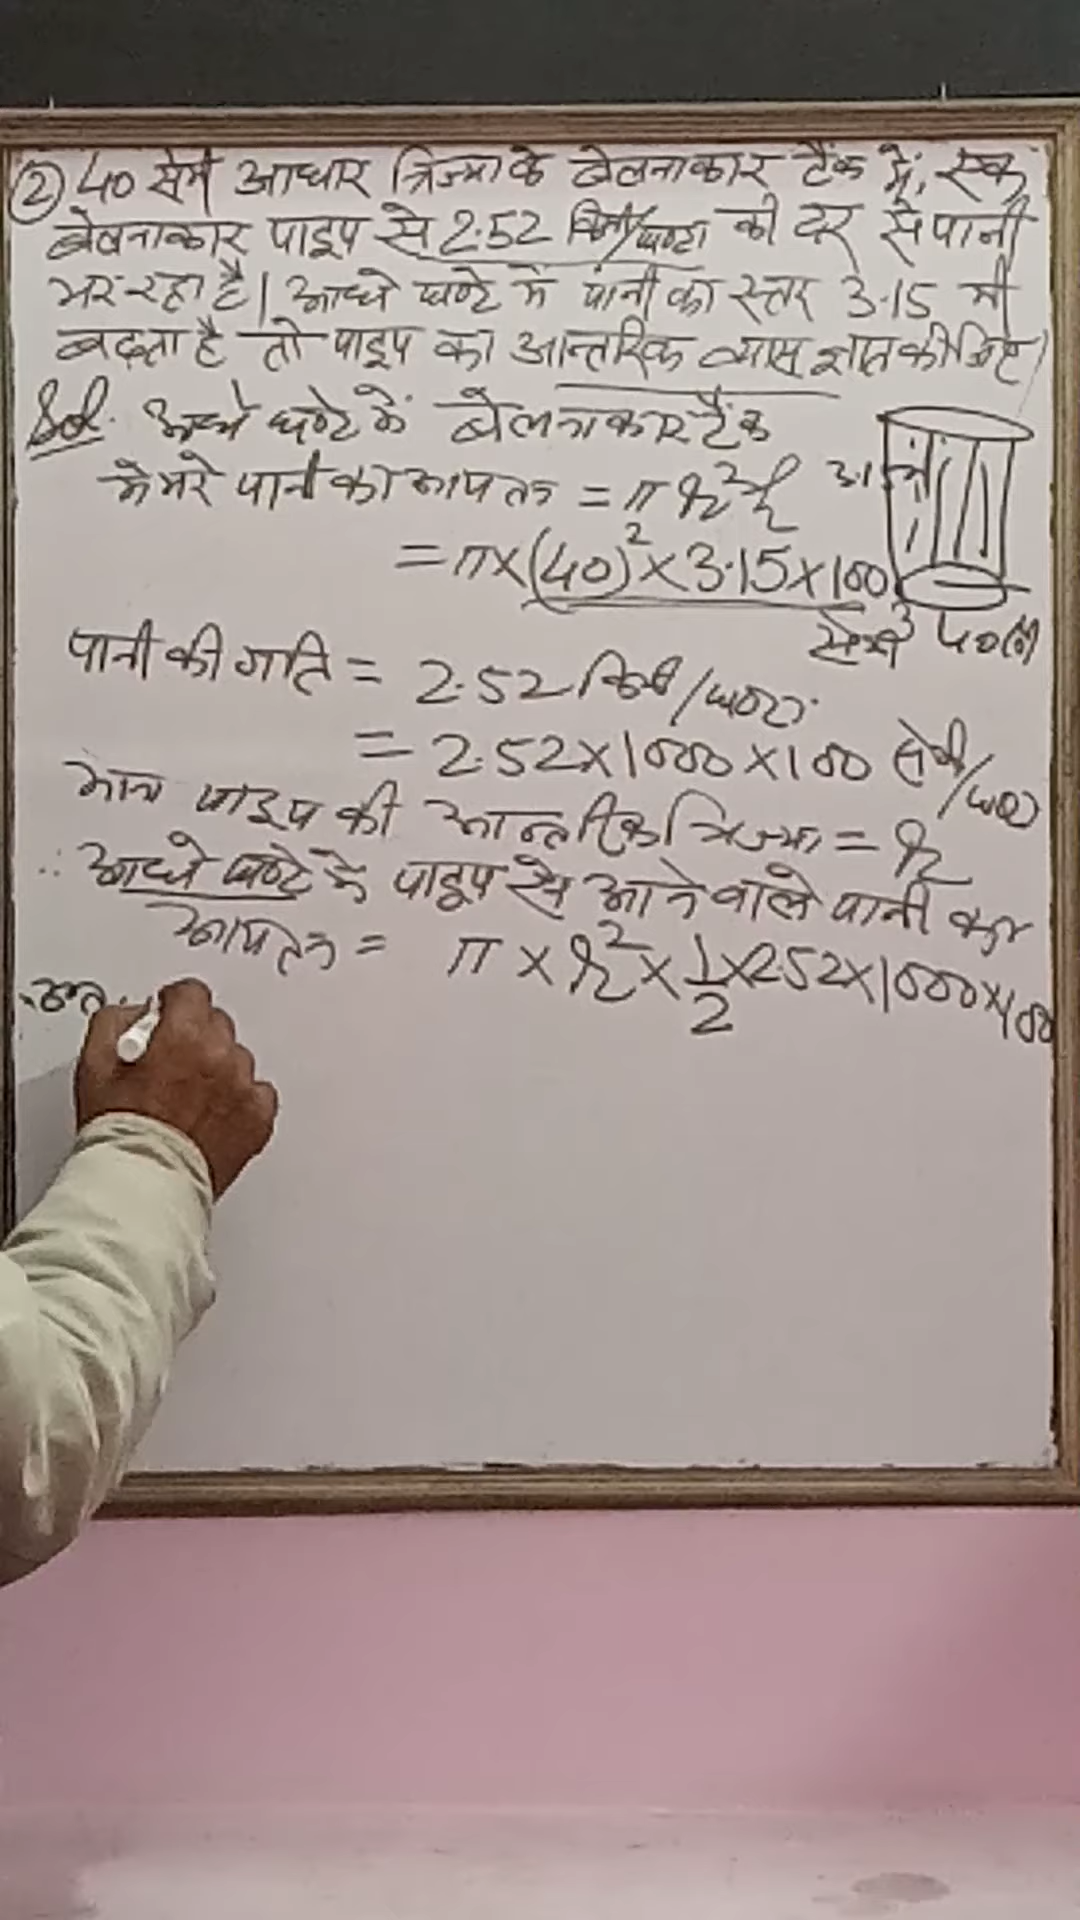 ② 40 सेमी आधार त्रिज्या के बेलनाकार टैंक में, एक
बेलनाकार पाइप से 2.52 किमी/घण्टा की दर से पानी
भर रहा है। आधे घण्टे में पानी का स्तर 3.15 मी
बढ़ता है तो पाइप का आन्तरिक व्यास ज्ञात कीजिए।
Sol. आधे घण्टे में बेलनाकार टैंक
में भरे पानी का आयतन = π r² h
= π × (40)² × 3.15 × 100
सेमी³ 40 सेमी
पानी की गति = 2.52 किमी/घण्टा
= 2.52 × 1000 × 100 सेमी/घण्टा
माना पाइप की आन्तरिक त्रिज्या = r
∴ आधे घण्टे में पाइप से आने वाले पानी का
आयतन = π × r² × 1/2 × 2.52 × 1000 × 100